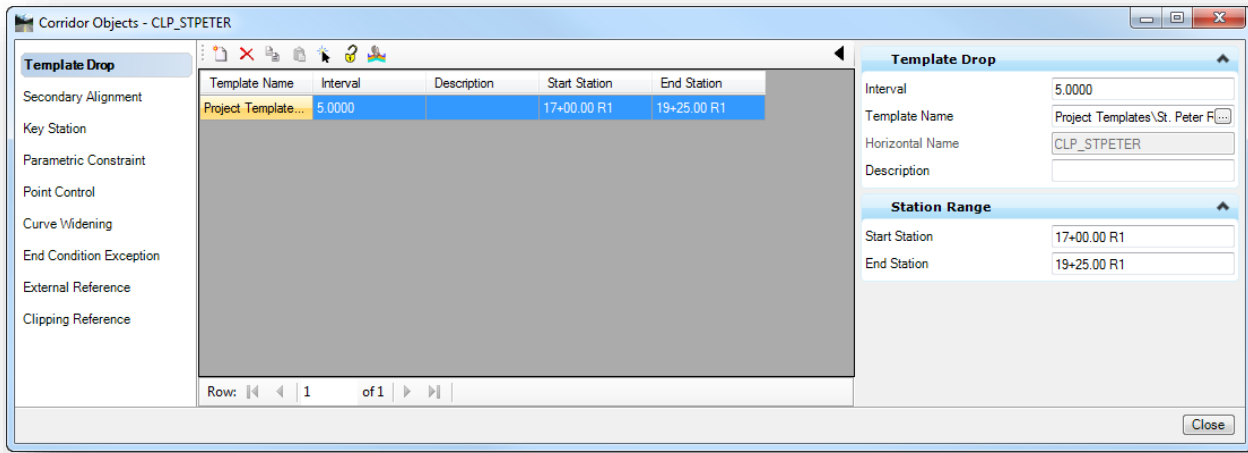 Corridor Objects - CLP_STPETER
Template Drop
Secondary Alignment
Key Station
Parametric Constraint
Point Control
Curve Widening
End Condition Exception
External Reference
Clipping Reference
Template Name Interval Description Start Station End Station
Project Template... 5.0000 17+00.00 R1 19+25.00 R1
Row: 1 of 1
Template Drop
Interval 5.0000
Template Name Project Templates\St. Peter R...
Horizontal Name CLP_STPETER
Description
Station Range
Start Station 17+00.00 R1
End Station 19+25.00 R1
Close